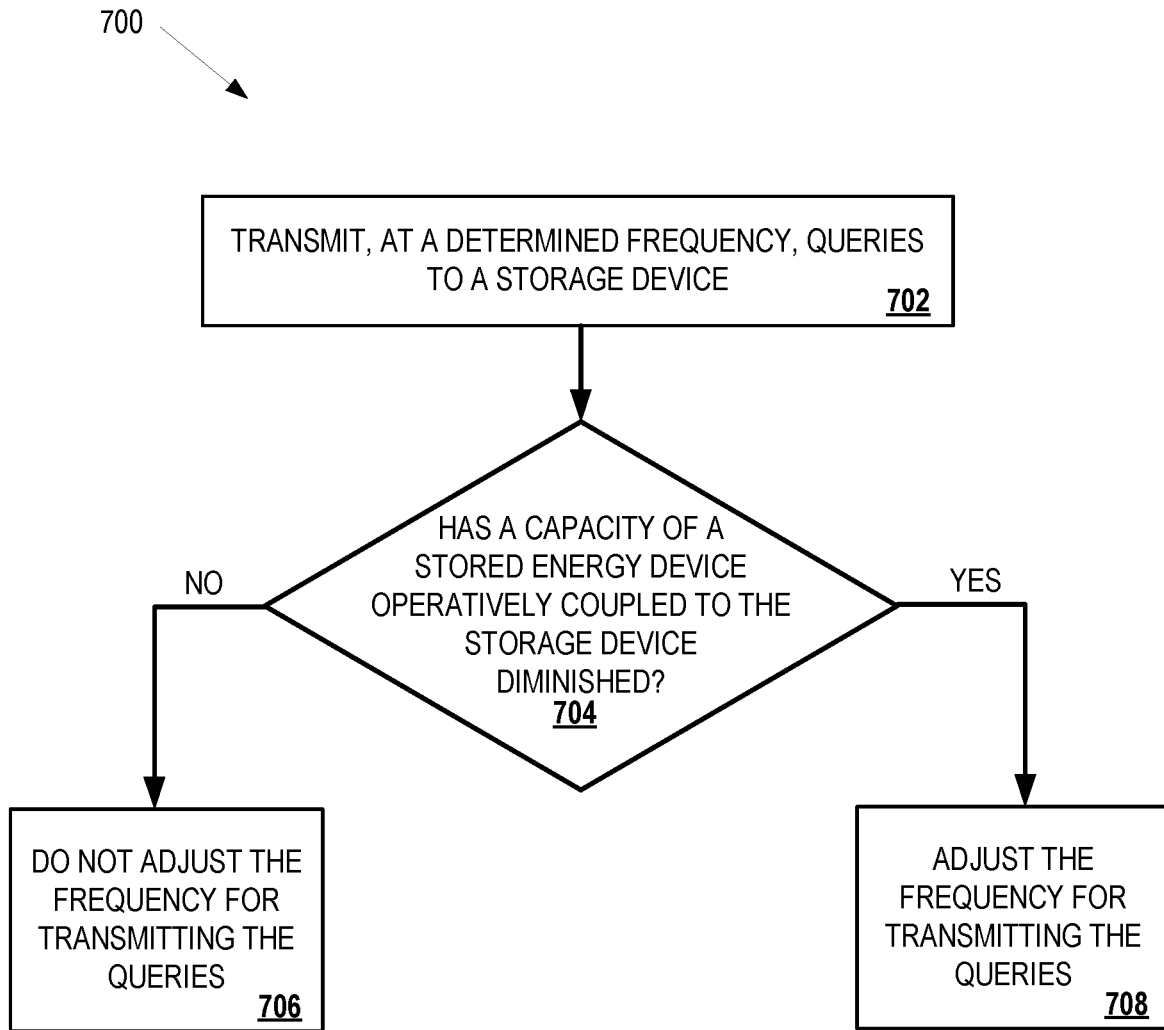 700
TRANSMIT, AT A DETERMINED FREQUENCY, QUERIES
TO A STORAGE DEVICE
702
HAS A CAPACITY OF A
STORED ENERGY DEVICE
OPERATIVELY COUPLED TO THE
STORAGE DEVICE
DIMINISHED?
704
NO
YES
DO NOT ADJUST THE
FREQUENCY FOR
TRANSMITTING THE
QUERIES
706
ADJUST THE
FREQUENCY FOR
TRANSMITTING THE
QUERIES
708